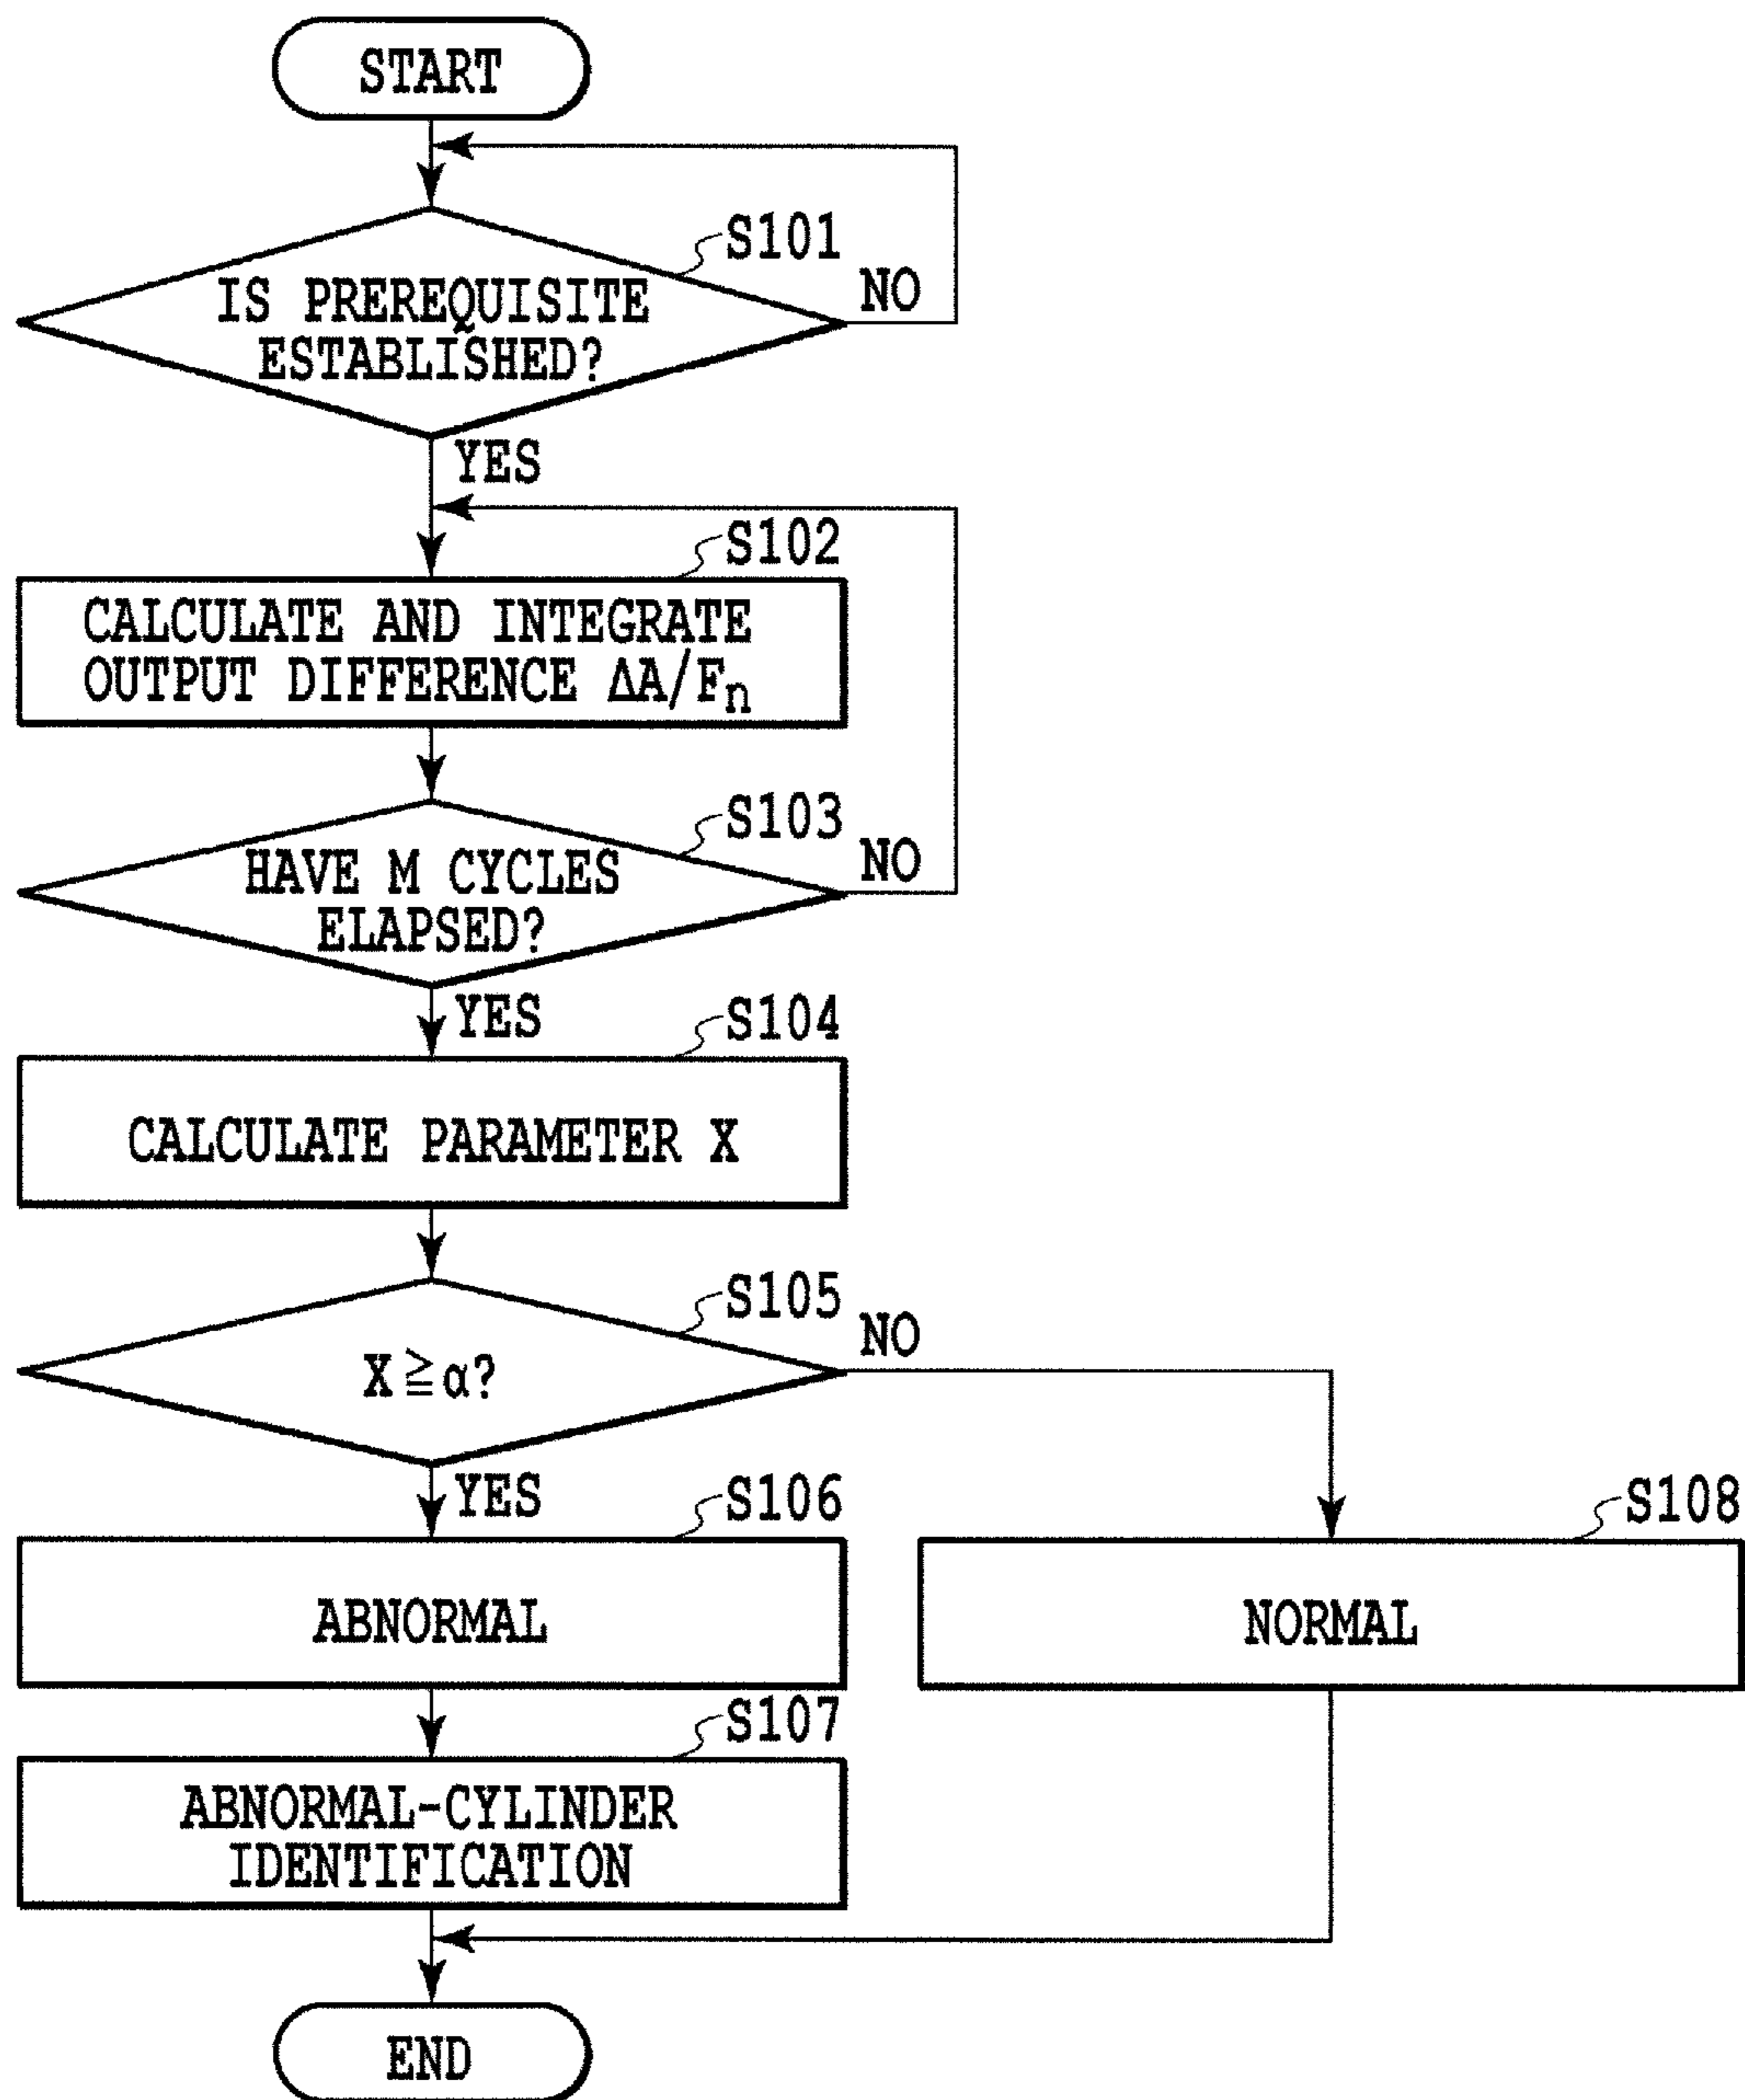 START
S101
IS PREREQUISITE
ESTABLISHED?
NO
YES
S102
CALCULATE AND INTEGRATE
OUTPUT DIFFERENCE ΔA/Fn
S103
HAVE M CYCLES
ELAPSED?
NO
YES
S104
CALCULATE PARAMETER X
S105
X ≧ α?
NO
YES
S106
ABNORMAL
S108
NORMAL
S107
ABNORMAL-CYLINDER
IDENTIFICATION
END